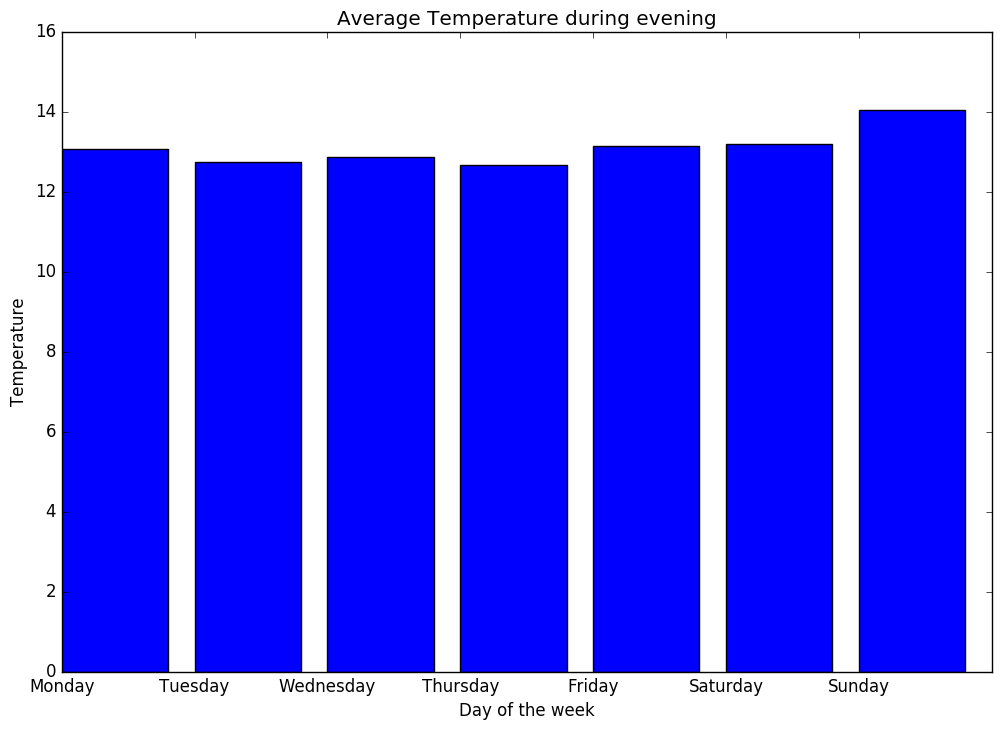 Average Temperature during evening
16
14
12
10
8
6
4
2
0
Temperature
Monday Tuesday Wednesday Thursday Friday Saturday Sunday
Day of the week